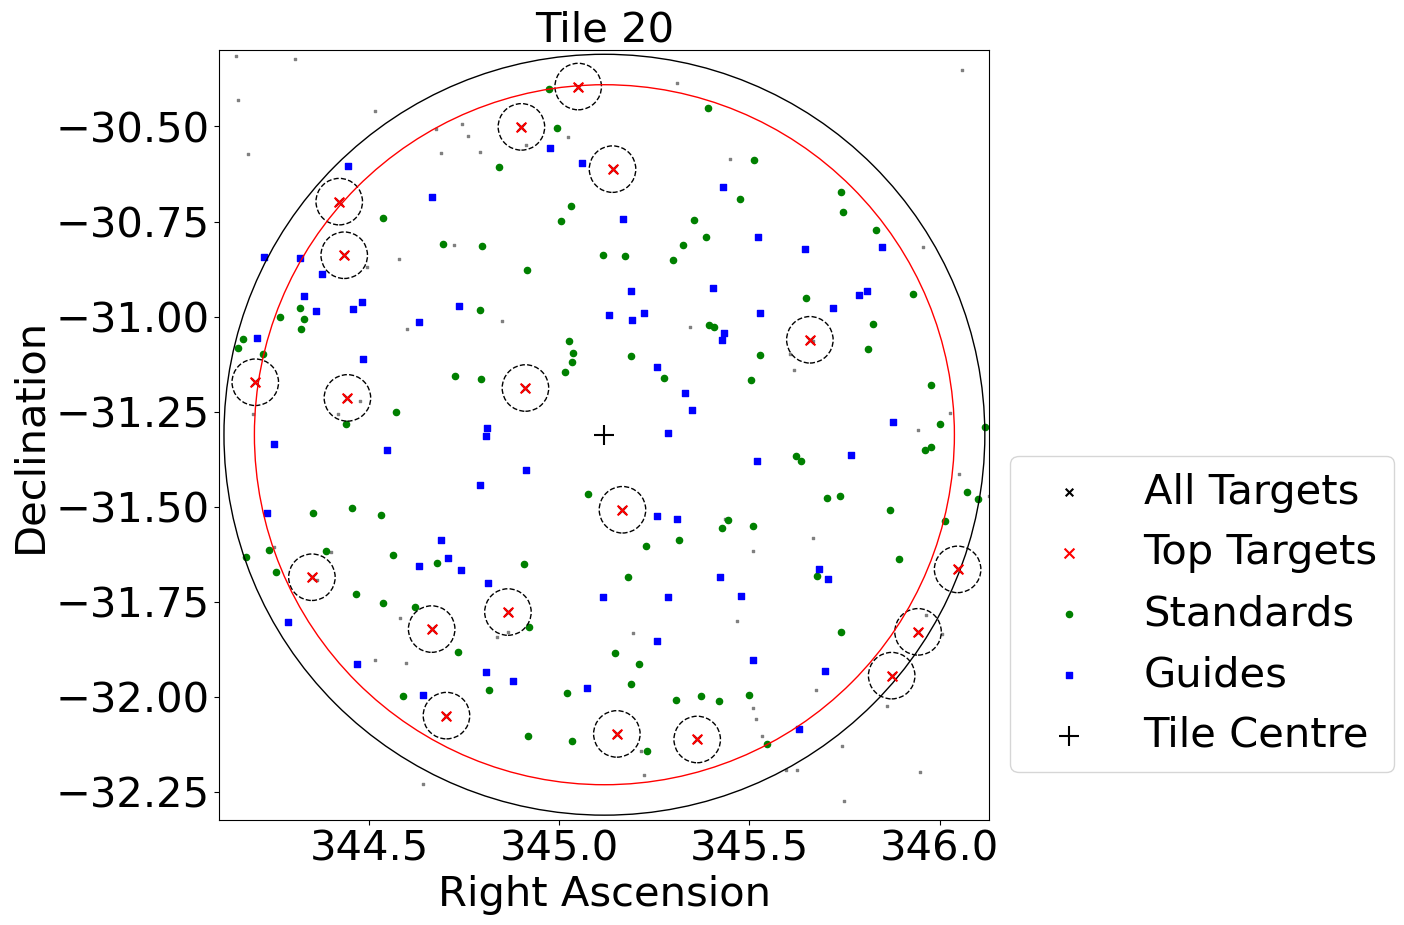 Tile 20
Declination
−30.50
−30.75
−31.00
−31.25
−31.50
−31.75
−32.00
−32.25
344.5
345.0
345.5
346.0
Right Ascension
All Targets
Top Targets
Standards
Guides
Tile Centre